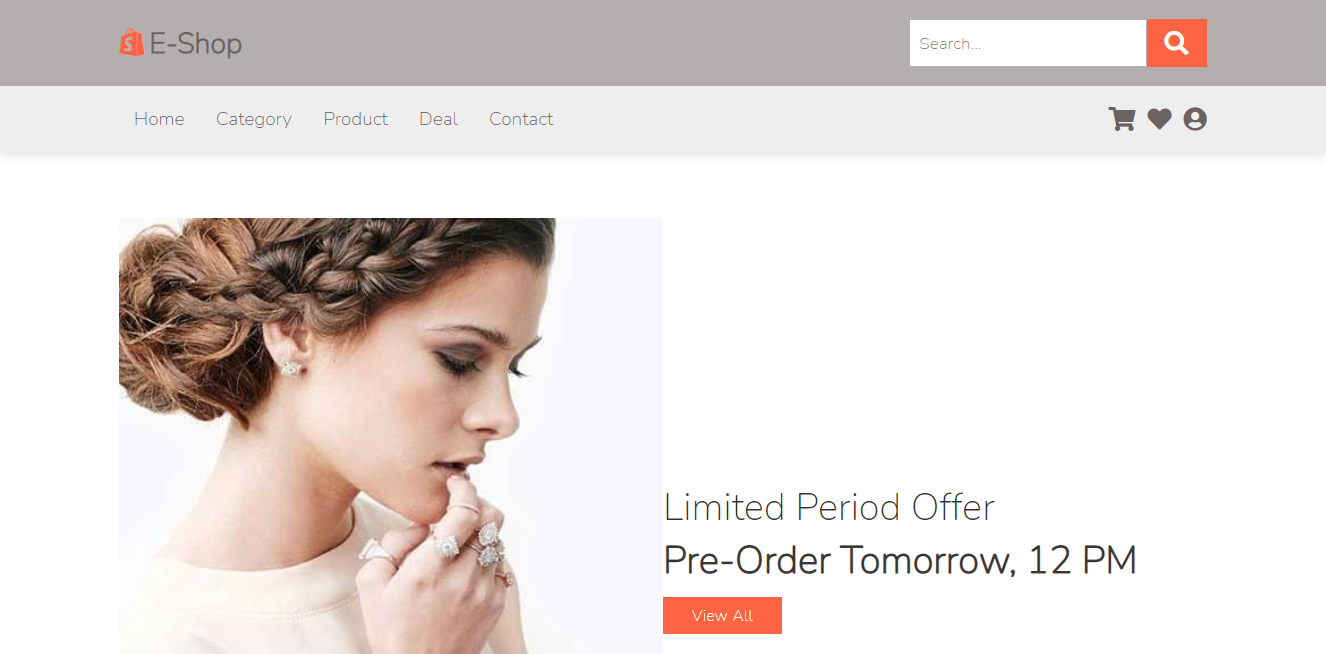 E-Shop
Search...
Home Category Product Deal Contact
Limited Period Offer
Pre-Order Tomorrow, 12 PM
View All